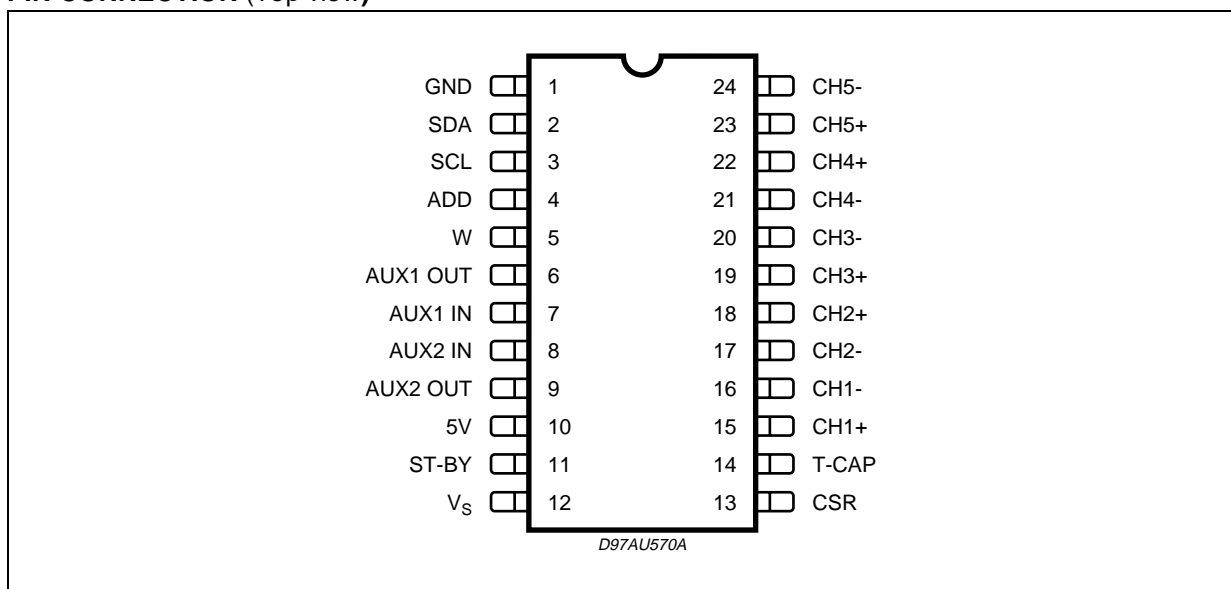 GND 1 24 CH5-
SDA 2 23 CH5+
SCL 3 22 CH4+
ADD 4 21 CH4-
W 5 20 CH3-
AUX1 OUT 6 19 CH3+
AUX1 IN 7 18 CH2+
AUX2 IN 8 17 CH2-
AUX2 OUT 9 16 CH1-
5V 10 15 CH1+
ST-BY 11 14 T-CAP
VS 12 13 CSR
D97AU570A